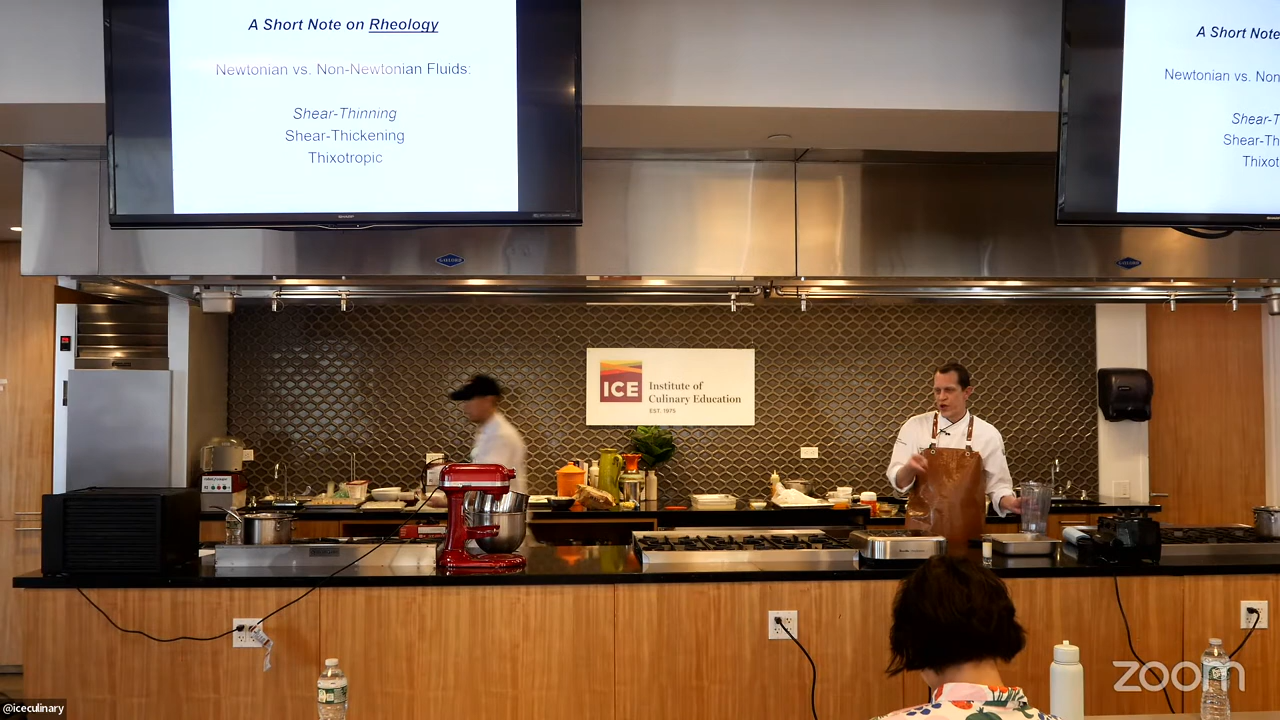 A Short Note on Rheology
Newtonian vs. Non-Newtonian Fluids:
Shear-Thinning
Shear-Thickening
Thixotropic
SHARP
A Short Note
Newtonian vs. Non
Shear-T
Shear-Th
Thixot
ICE
Institute of
Culinary Education
EST. 1975
zoom
@iceculinary